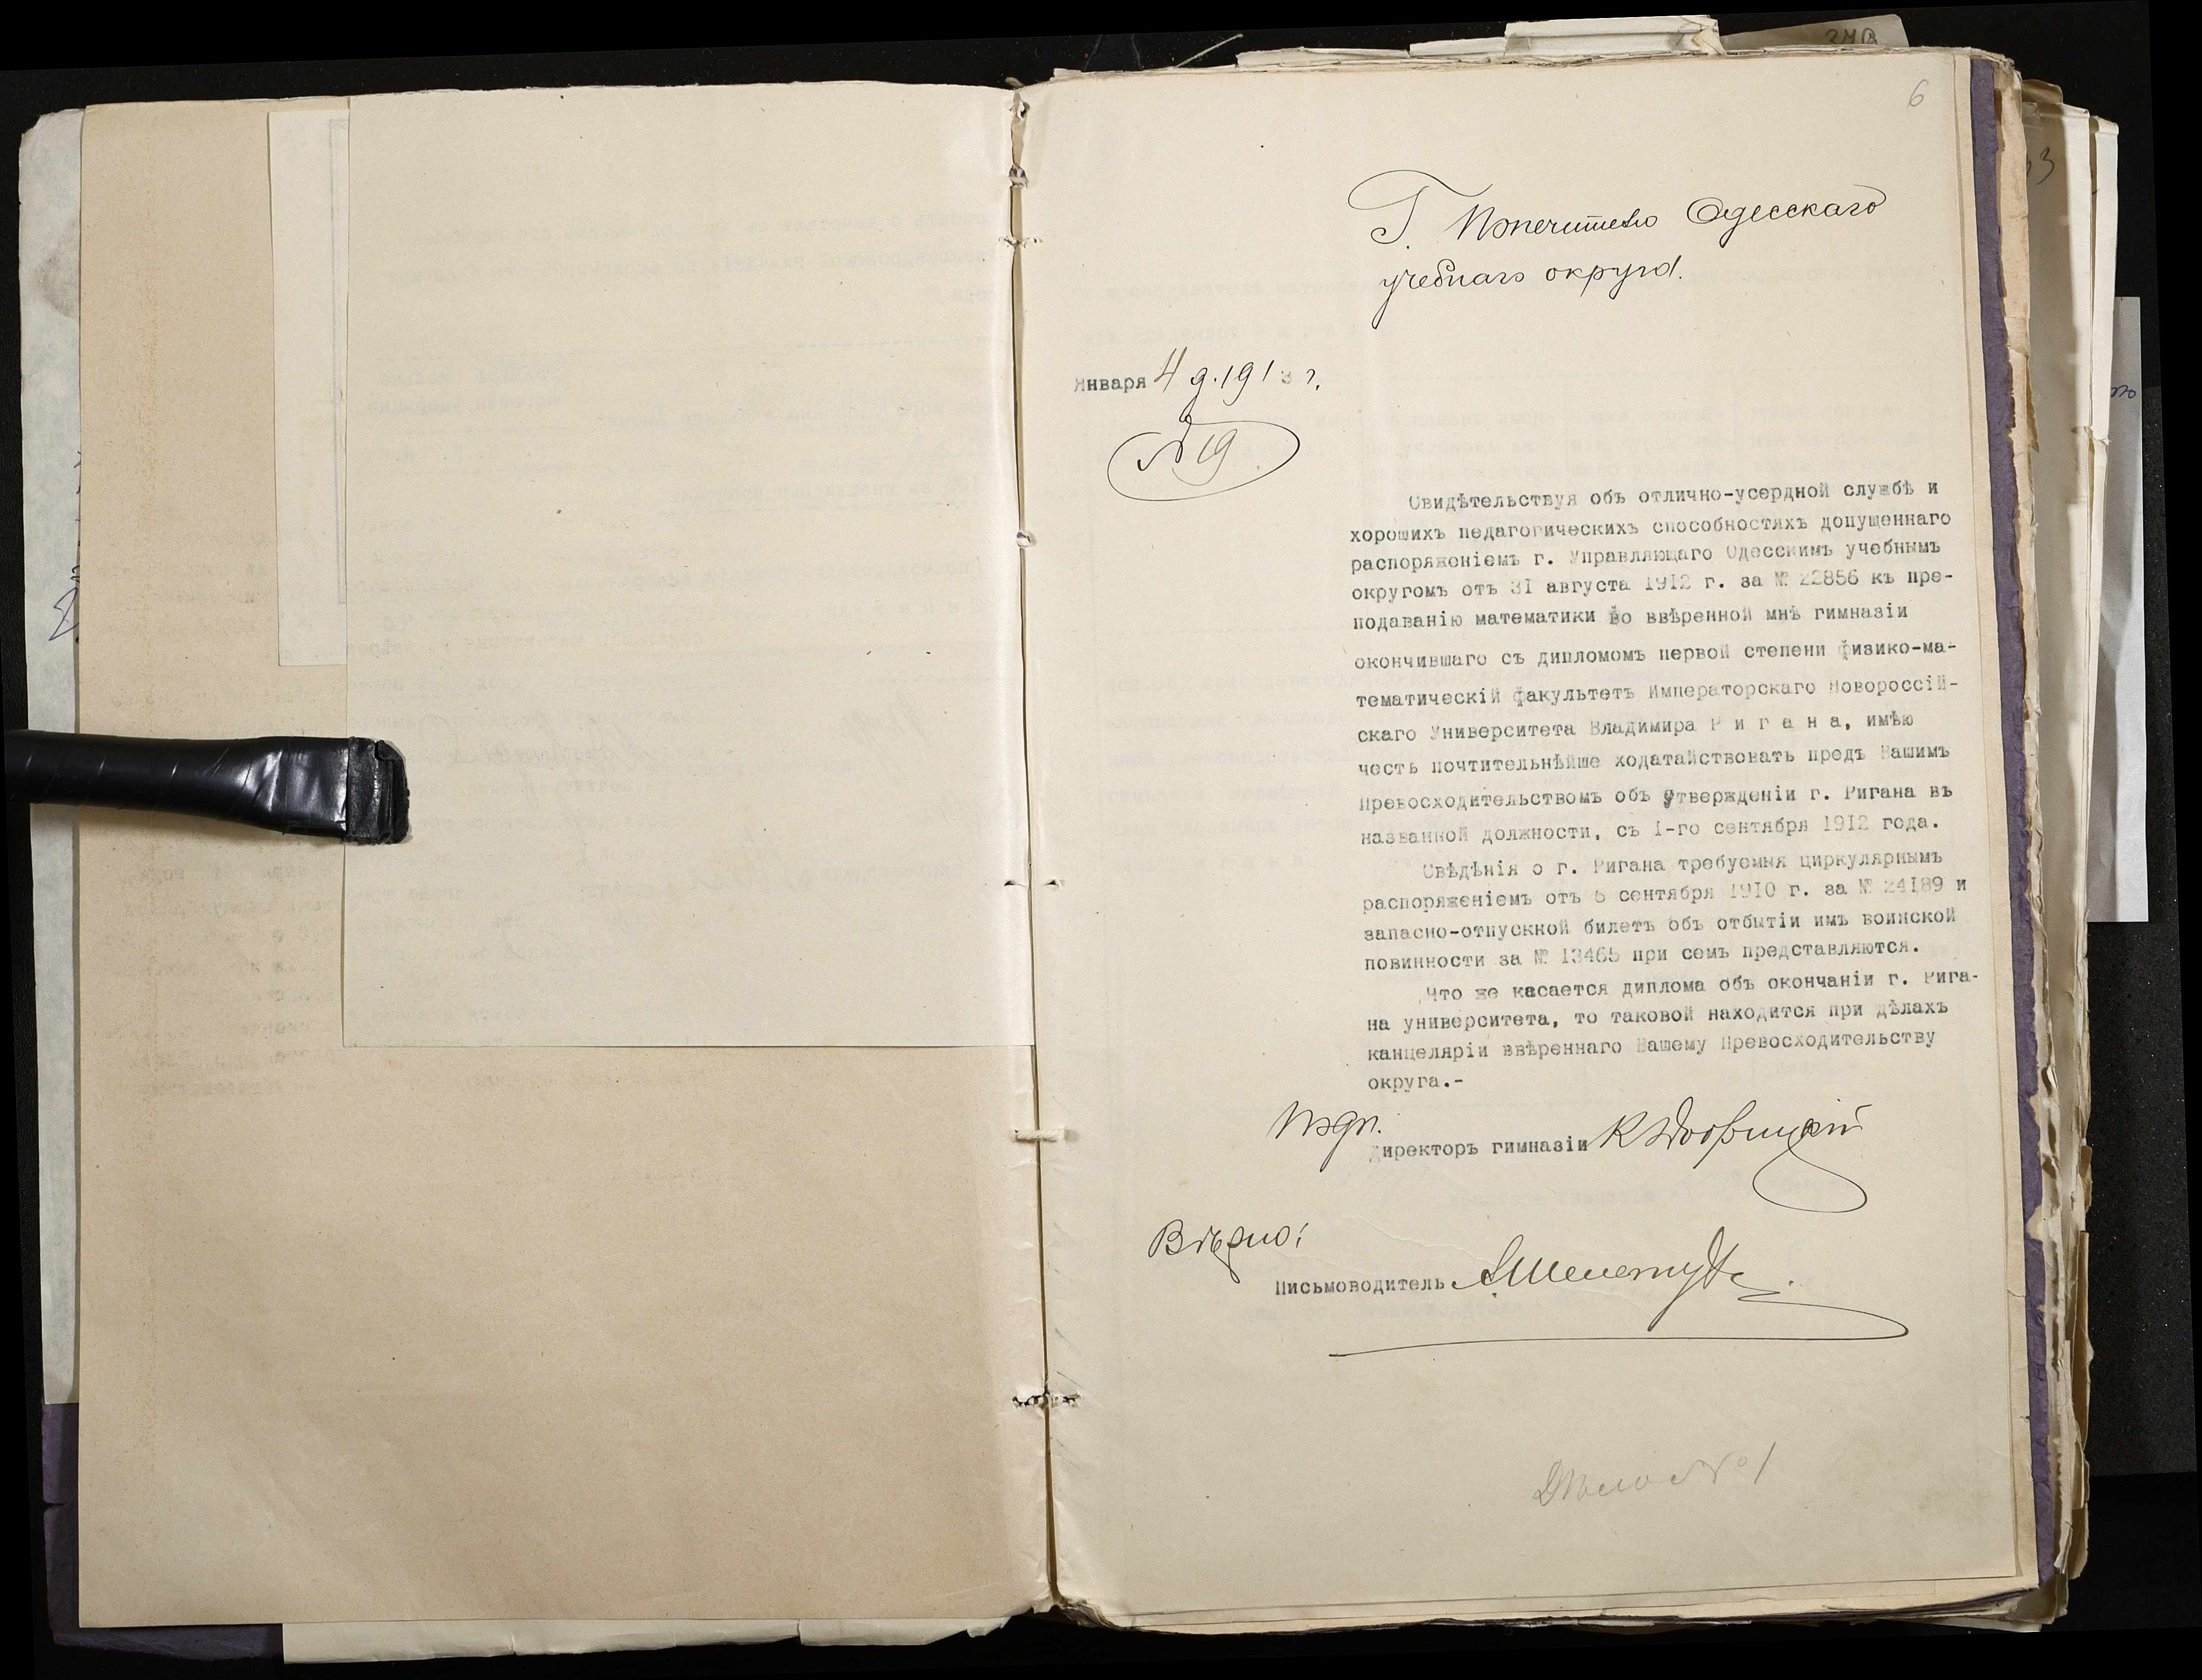 6
Г. Попечителю Одесскаго
учебнаго округа.
Января 4 д. 1913 г.
№ 19
Свидѣтельствуя объ отлично-усердной службѣ и
хорошихъ педагогическихъ способностяхъ допущеннаго
распоряженіемъ г. Управляющаго Одесскимъ учебнымъ
округомъ отъ 31 августа 1912 г. за № 22856 къ пре-
подаванію математики во ввѣренной мнѣ гимназіи
окончившаго съ дипломомъ первой степени физико-ма-
тематическій факультетъ Императорскаго Новороссій-
скаго Университета Владимира Р и г а н а, имѣю
честь почтительнѣйше ходатайствовать предъ Вашимъ
Превосходительствомъ объ утвержденіи г. Ригана въ
названной должности, съ 1-го сентября 1912 года.
Свѣдѣнія о г. Ригана требуемыя циркулярнымъ
распоряженіемъ отъ 6 сентября 1910 г. за № 24189 и
запасно-отпускной билетъ объ отбытіи имъ воинской
повинности за № 13465 при семъ представляются.
Что же касается диплома объ окончаніи г. Рига-
на университета, то таковой находится при дѣлахъ
канцеляріи ввѣреннаго Вашему Превосходительству
округа.-
Подп.
Директоръ гимназіи К
Вѣрно:
Письмоводитель
Дѣло № 1